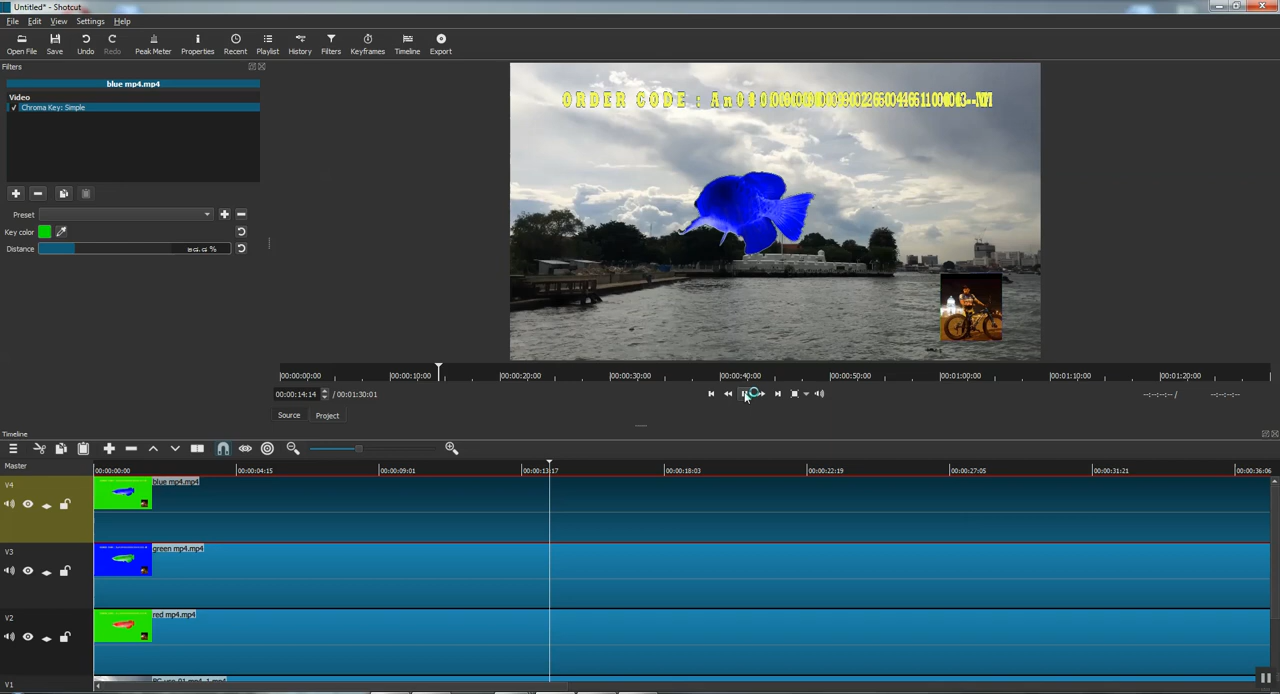 Untitled* - Shotcut
File Edit View Settings Help
Open File Save Undo Redo Peak Meter Properties Recent Playlist History Filters Keyframes Timeline Export
Filters
blue mp4.mp4
Video
Chroma Key: Simple
Preset
Key color
Distance
ORDER CODE :
00:00:00:00 00:00:10:00 00:00:20:00 00:00:30:00 00:00:40:00 00:00:50:00 00:01:00:00 00:01:10:00 00:01:20:00
00:00:14:14 / 00:01:30:01 --:--:--:-- / --:--:--:--
Source Project
Timeline
Master
00:00:00:00 00:00:04:15 00:00:09:01 00:00:13:17 00:00:18:03 00:00:22:19 00:00:27:05 00:00:31:21 00:00:36:06
V4 blue mp4.mp4
V3 green mp4.mp4
V2 red mp4.mp4
V1